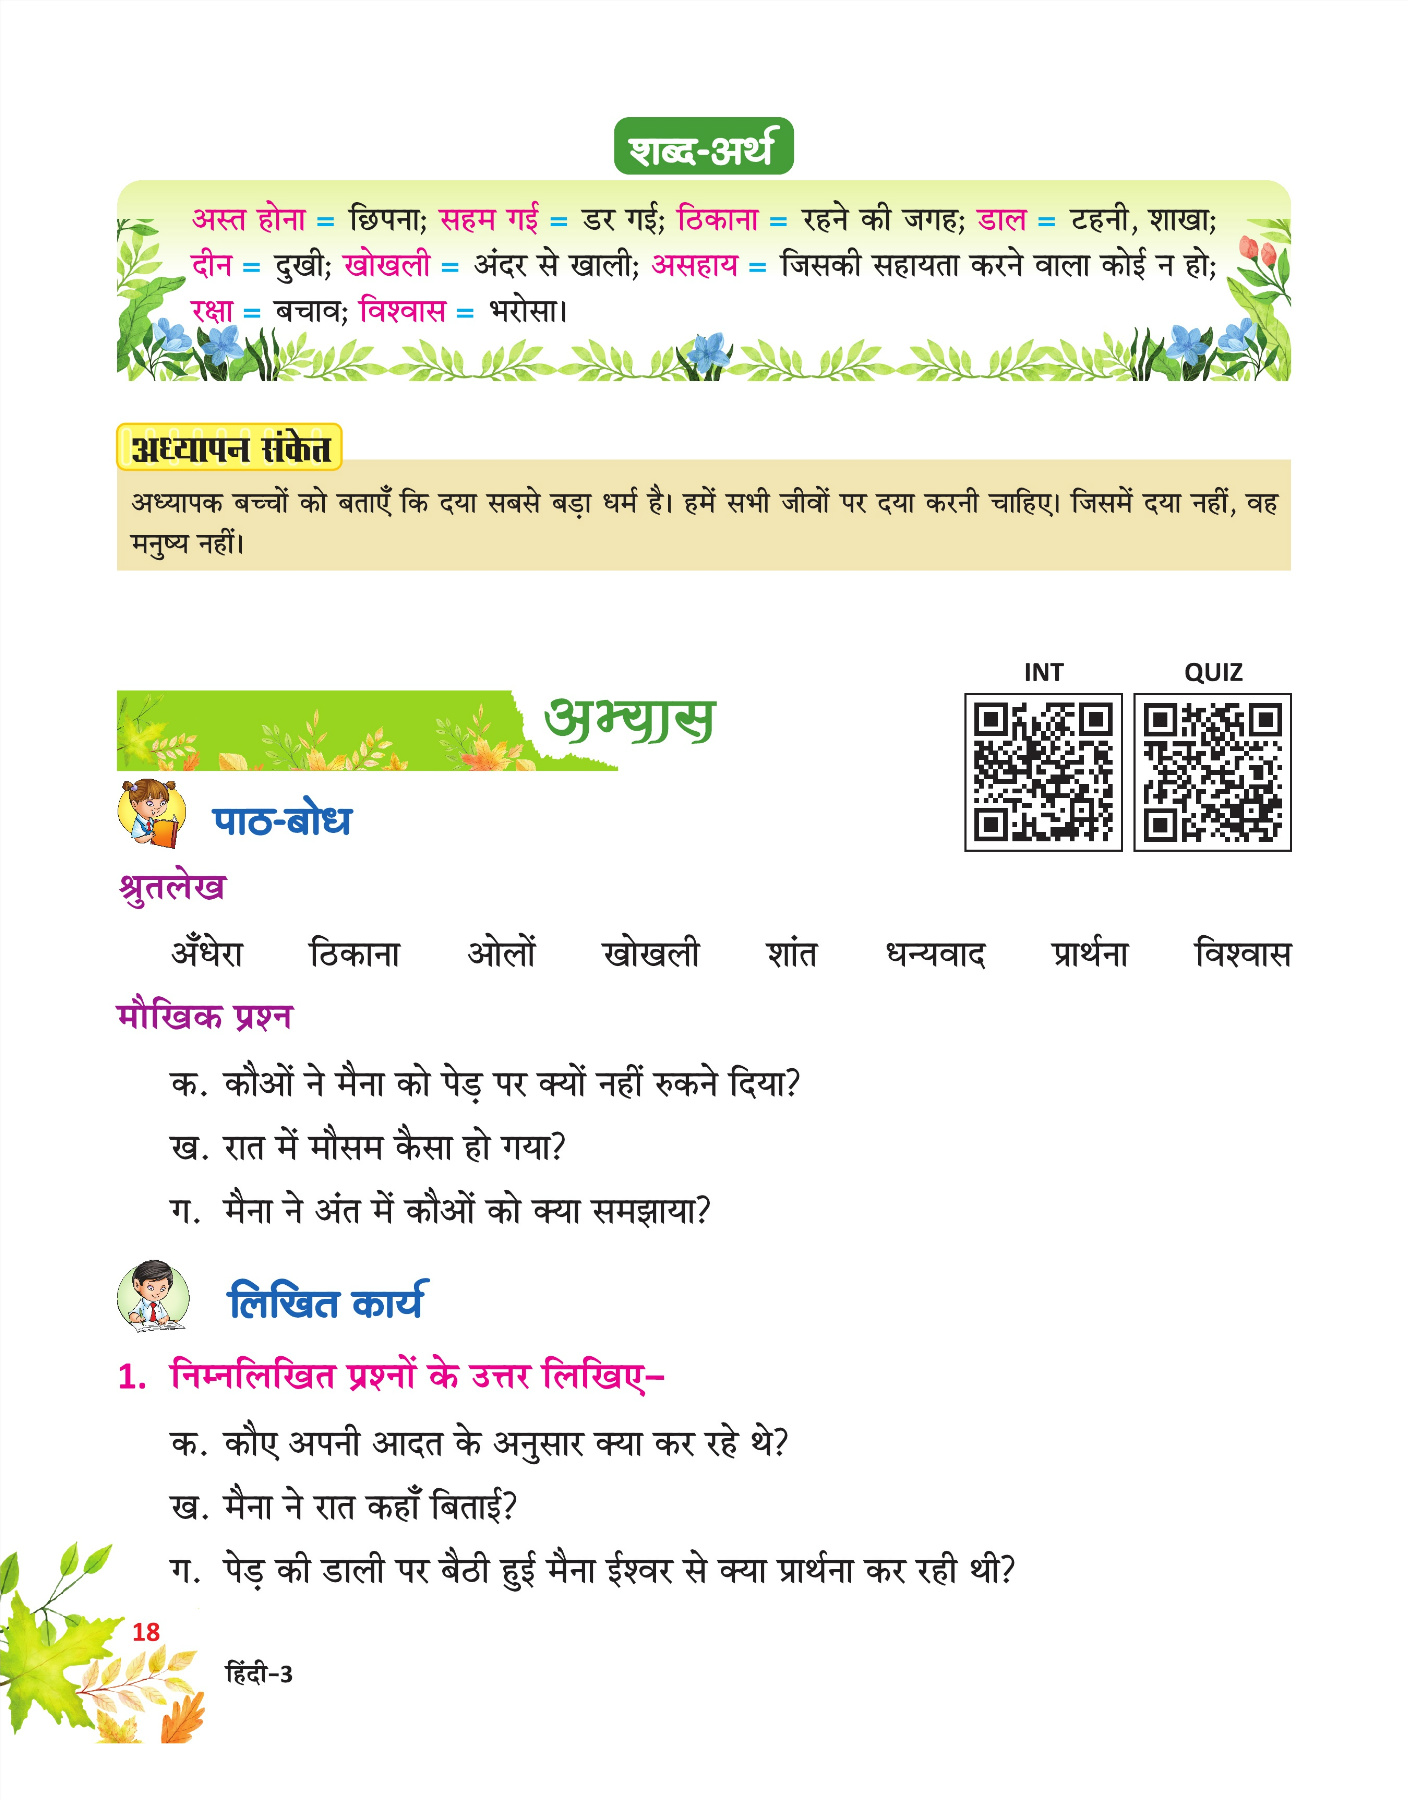 शब्द-अर्थ
अस्त होना = छिपना; सहम गई = डर गई; ठिकाना = रहने की जगह; डाल = टहनी, शाखा;
दीन = दुखी; खोखली = अंदर से खाली; असहाय = जिसकी सहायता करने वाला कोई न हो;
रक्षा = बचाव; विश्वास = भरोसा।
अध्यापन संकेत
अध्यापक बच्चों को बताएँ कि दया सबसे बड़ा धर्म है। हमें सभी जीवों पर दया करनी चाहिए। जिसमें दया नहीं, वह
मनुष्य नहीं।
INT QUIZ
अभ्यास
पाठ-बोध
श्रुतलेख
अँधेरा ठिकाना ओलों खोखली शांत धन्यवाद प्रार्थना विश्वास
मौखिक प्रश्न
क. कौओं ने मैना को पेड़ पर क्यों नहीं रुकने दिया?
ख. रात में मौसम कैसा हो गया?
ग. मैना ने अंत में कौओं को क्या समझाया?
लिखित कार्य
1. निम्नलिखित प्रश्नों के उत्तर लिखिए–
क. कौए अपनी आदत के अनुसार क्या कर रहे थे?
ख. मैना ने रात कहाँ बिताई?
ग. पेड़ की डाली पर बैठी हुई मैना ईश्वर से क्या प्रार्थना कर रही थी?
18
हिंदी–3